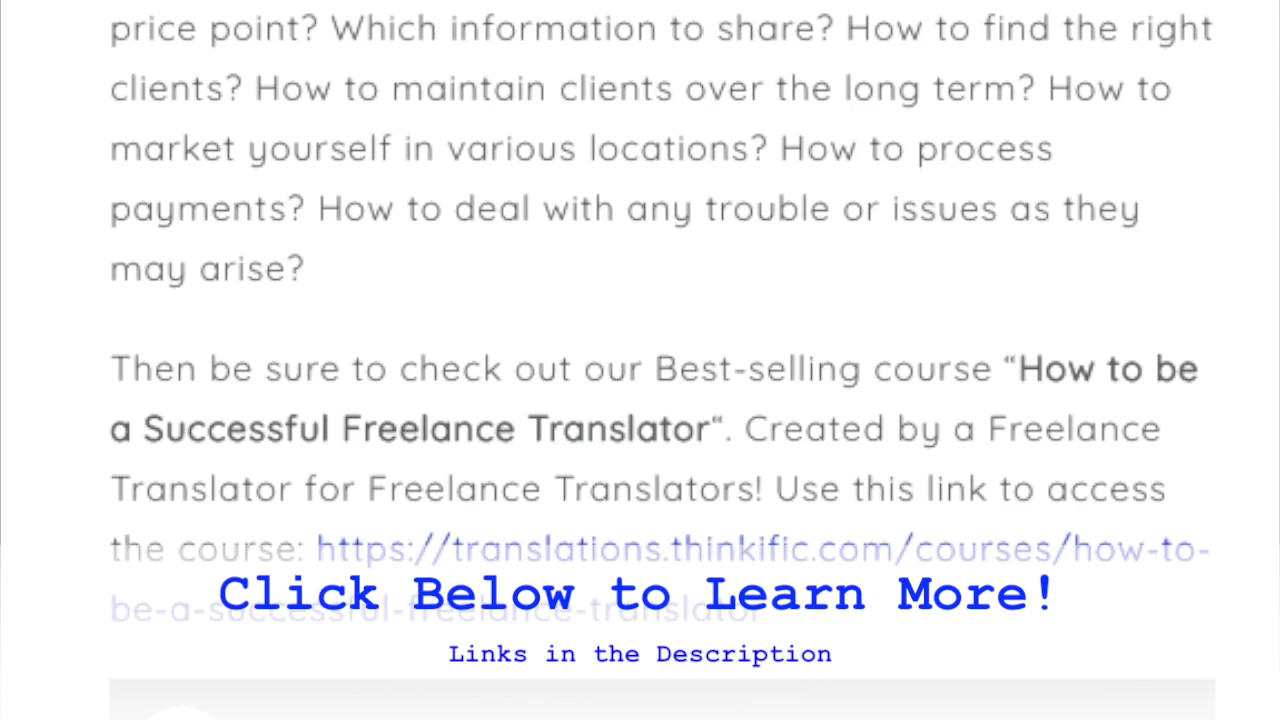 price point? Which information to share? How to find the right
clients? How to maintain clients over the long term? How to
market yourself in various locations? How to process
payments? How to deal with any trouble or issues as they
may arise?
Then be sure to check out our Best-selling course “How to be
a Successful Freelance Translator“. Created by a Freelance
Translator for Freelance Translators! Use this link to access
the course: https://translations.thinkific.com/courses/how-to-
be-a-successful-freelance-translator
Click Below to Learn More!
Links in the Description